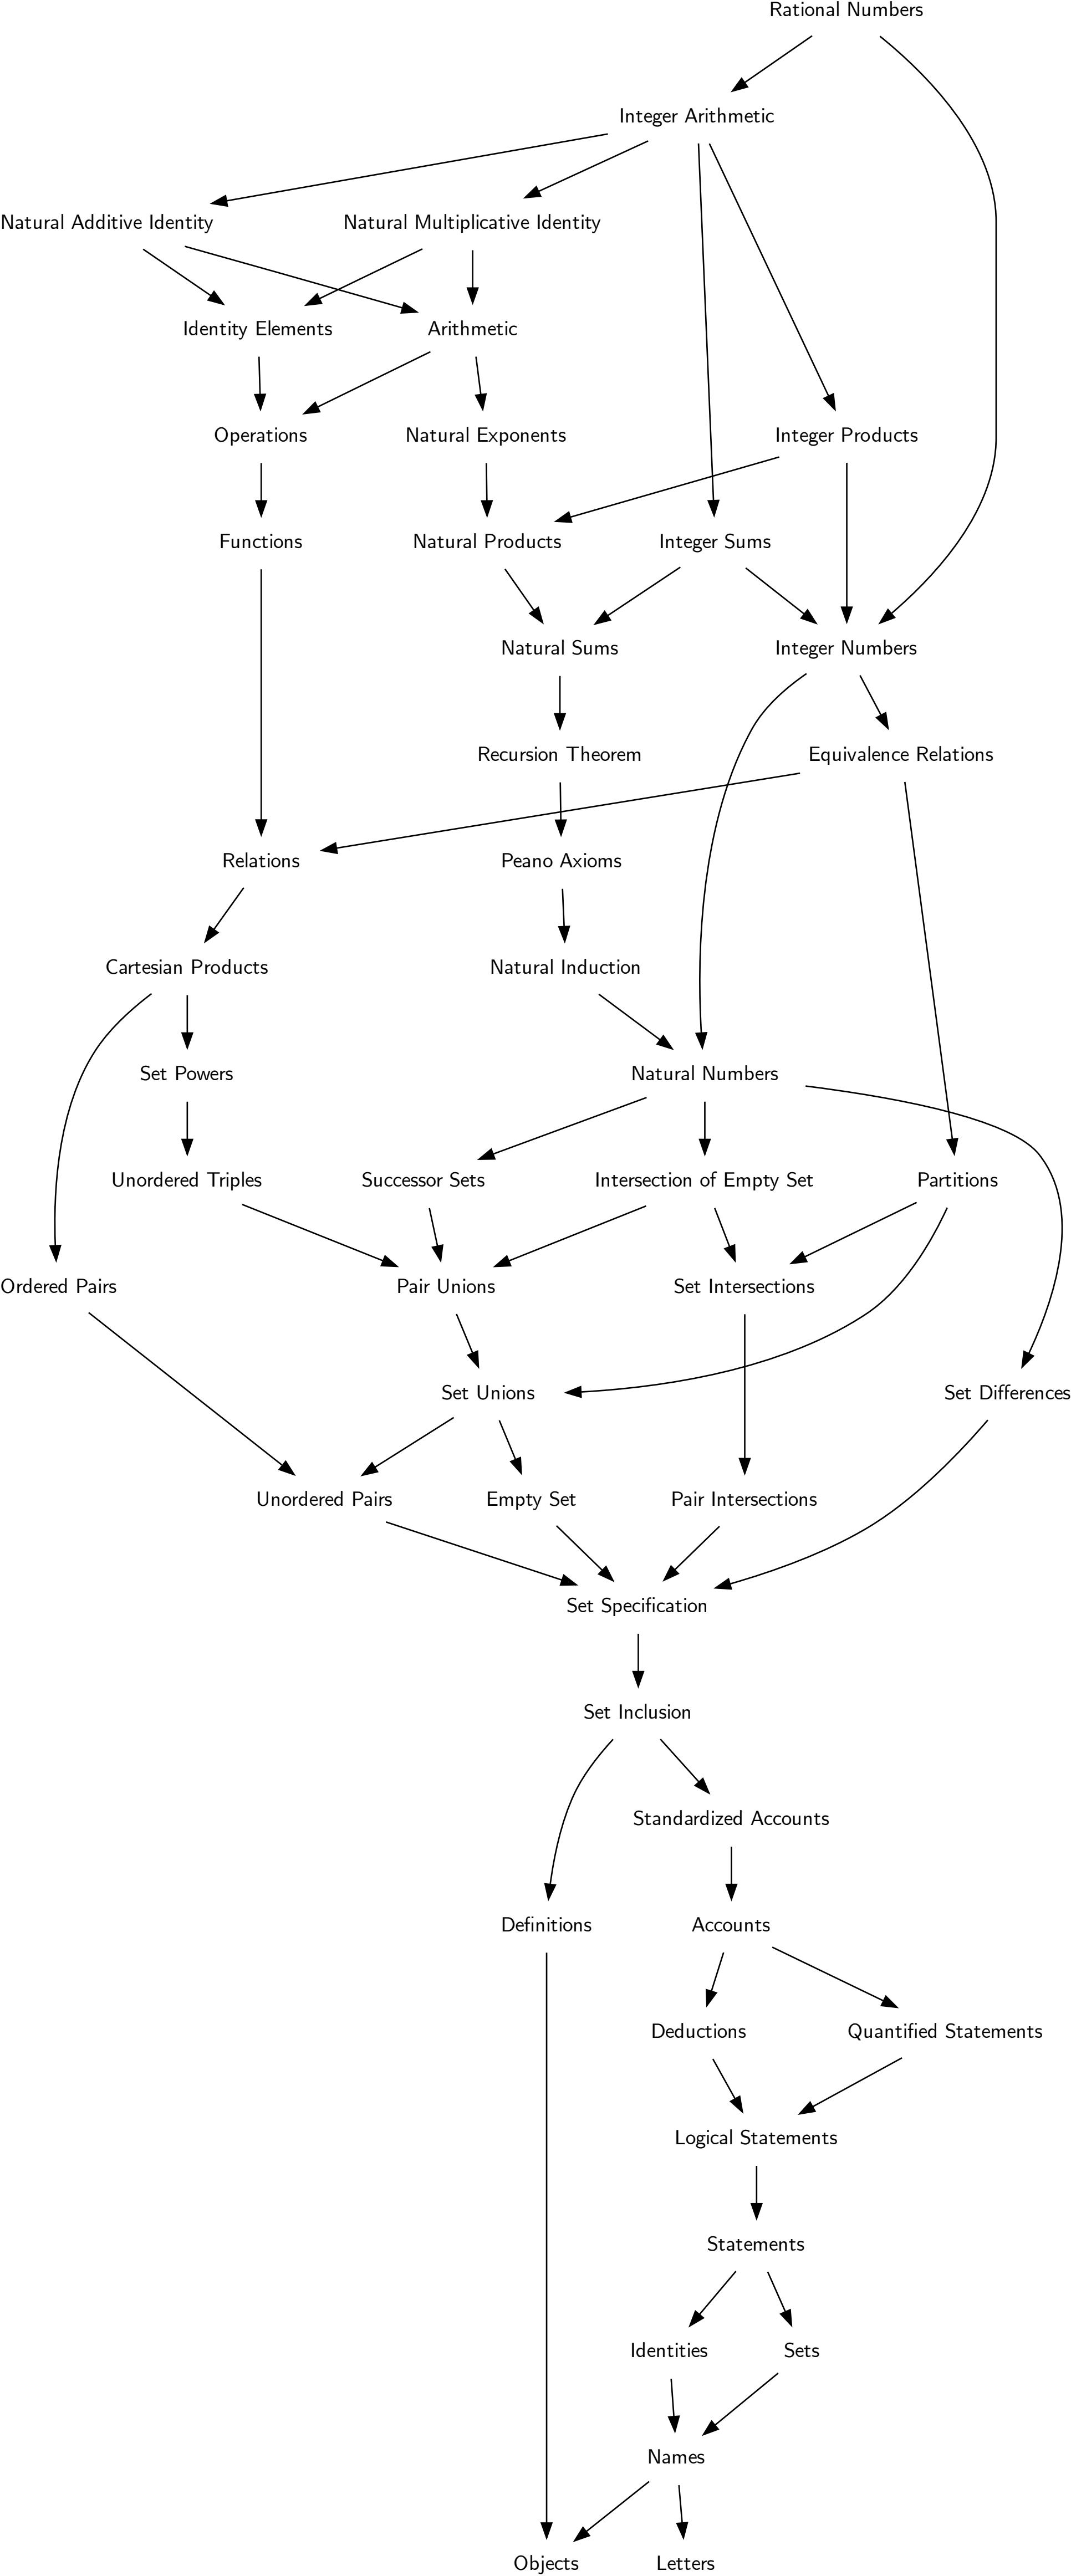 Rational Numbers
Integer Arithmetic
Natural Additive Identity
Natural Multiplicative Identity
Identity Elements
Arithmetic
Operations
Natural Exponents
Integer Products
Functions
Natural Products
Integer Sums
Natural Sums
Integer Numbers
Recursion Theorem
Equivalence Relations
Relations
Peano Axioms
Cartesian Products
Natural Induction
Set Powers
Natural Numbers
Unordered Triples
Successor Sets
Intersection of Empty Set
Partitions
Ordered Pairs
Pair Unions
Set Intersections
Set Unions
Set Differences
Unordered Pairs
Empty Set
Pair Intersections
Set Specification
Set Inclusion
Standardized Accounts
Definitions
Accounts
Deductions
Quantified Statements
Logical Statements
Statements
Identities
Sets
Names
Objects
Letters